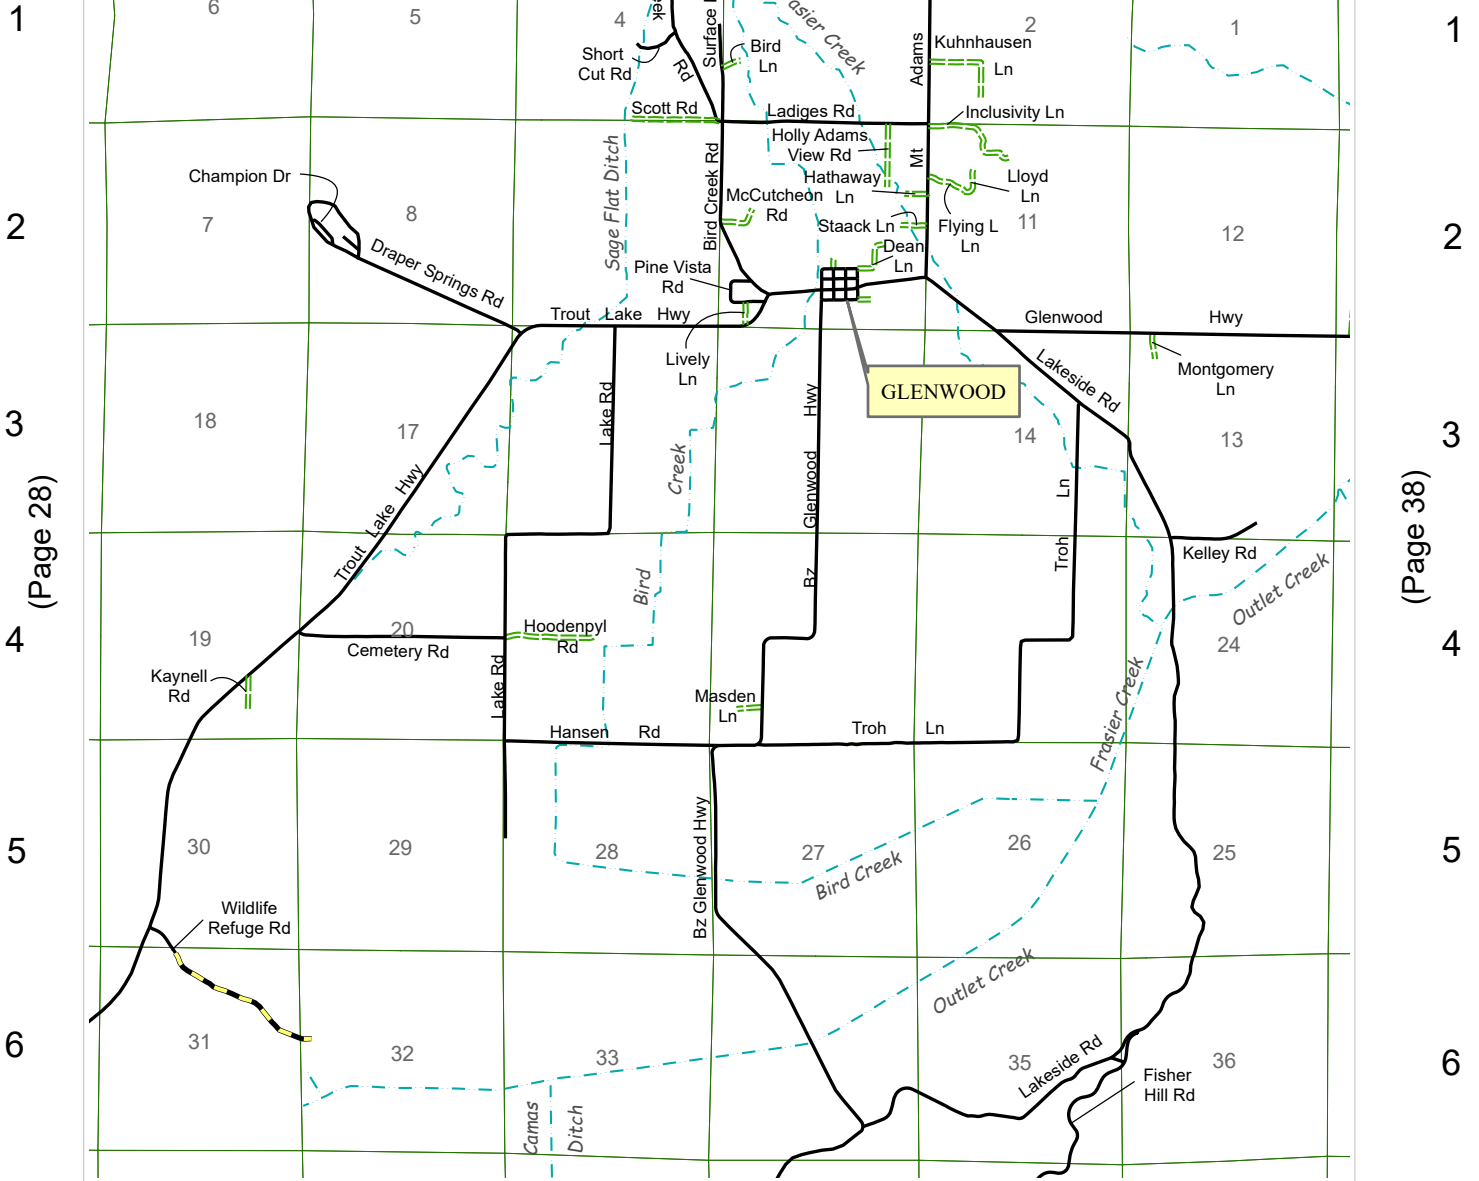 1
6
5
4
eek
Surface
asier Creek
2
1
1
Adams
Kuhnhausen
Ln
Short
Cut Rd
Rd
Bird
Ln
Scott Rd
Ladiges Rd
Inclusivity Ln
Holly Adams
View Rd
Mt
Hathaway
Ln
Lloyd
Ln
Champion Dr
Sage Flat Ditch
Bird Creek Rd
McCutcheon
Rd
Staack Ln
Flying L
Ln
11
2
7
8
12
2
Dean
Ln
Draper Springs Rd
Pine Vista
Rd
Trout Lake Hwy
Glenwood Hwy
Lively
Ln
Lakeside Rd
Montgomery
Ln
GLENWOOD
3
18
17
Lake Rd
Creek
Hwy
Glenwood
Bz
14
13
3
(Page 28)
Trout Lake Hwy
Troh Ln
Kelley Rd
Outlet Creek
(Page 38)
Bird
4
19
20
Cemetery Rd
Hoodenpyl
Rd
24
4
Kaynell
Rd
Lake Rd
Masden
Ln
Frasier Creek
Hansen Rd
Troh Ln
5
30
29
28
Bz Glenwood Hwy
27
26
25
5
Bird Creek
Wildlife
Refuge Rd
Outlet Creek
6
31
32
33
35
36
6
Lakeside Rd
Fisher
Hill Rd
Camas
Ditch